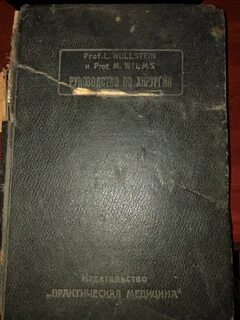 Prof. L. WULLSTEIN
и Prof. M. WILMS
РУКОВОДСТВО ПО ХИРУРГИИ
Издательство
„ПРАКТИЧЕСКАЯ МЕДИЦИНА"